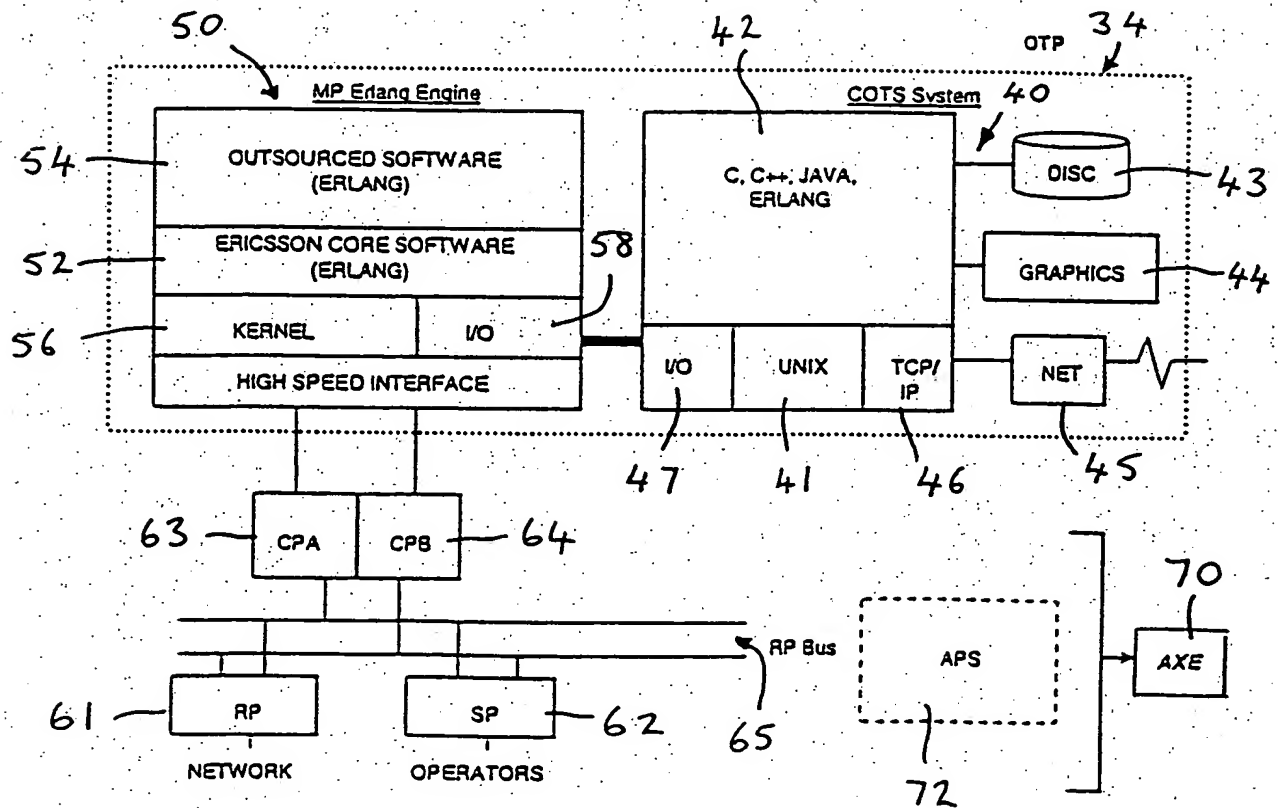 50
42
34
OTP
MP Erlang Engine
COTS System
40
54
OUTSOURCED SOFTWARE
(ERLANG)
C, C++, JAVA,
ERLANG
DISC
43
52
ERICSSON CORE SOFTWARE
(ERLANG)
58
GRAPHICS
44
56
KERNEL
I/O
HIGH SPEED INTERFACE
I/O
UNIX
TCP/
IP
NET
47
41
46
45
63
CPA
CPB
64
70
RP Bus
APS
AXE
61
RP
SP
62
65
NETWORK
OPERATORS
72